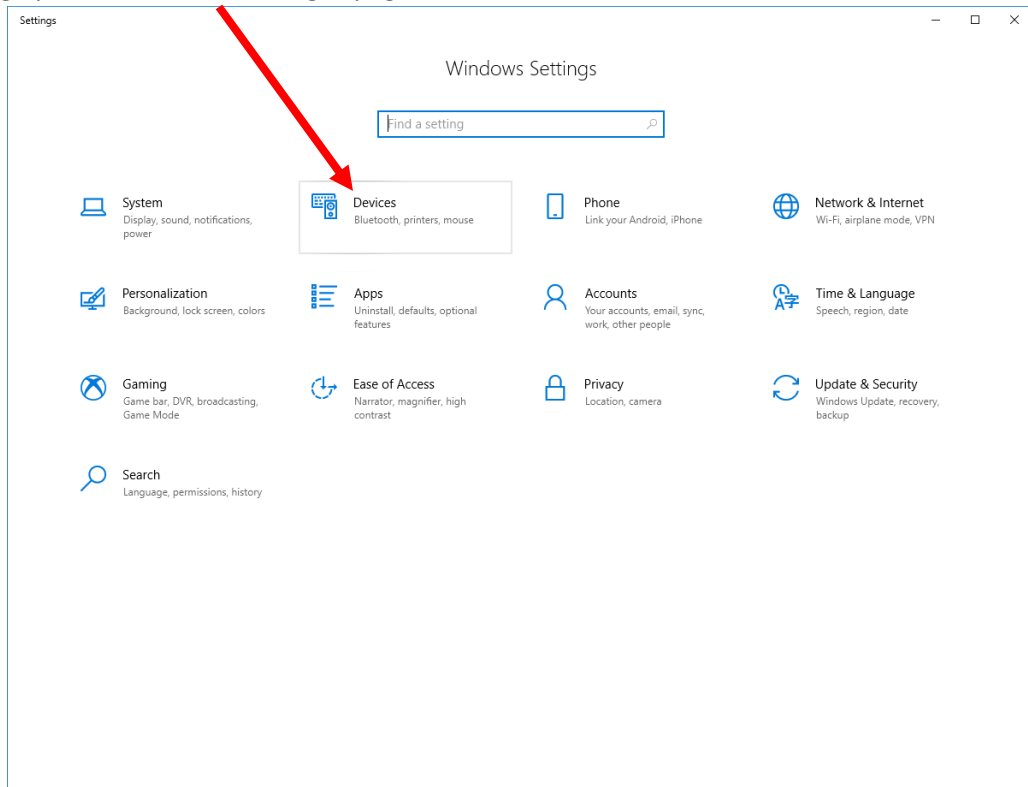 Settings
Windows Settings
Find a setting
System
Display, sound, notifications,
power
Devices
Bluetooth, printers, mouse
Phone
Link your Android, iPhone
Network & Internet
Wi-Fi, airplane mode, VPN
Personalization
Background, lock screen, colors
Apps
Uninstall, defaults, optional
features
Accounts
Your accounts, email, sync,
work, other people
Time & Language
Speech, region, date
Gaming
Game bar, DVR, broadcasting,
Game Mode
Ease of Access
Narrator, magnifier, high
contrast
Privacy
Location, camera
Update & Security
Windows Update, recovery,
backup
Search
Language, permissions, history